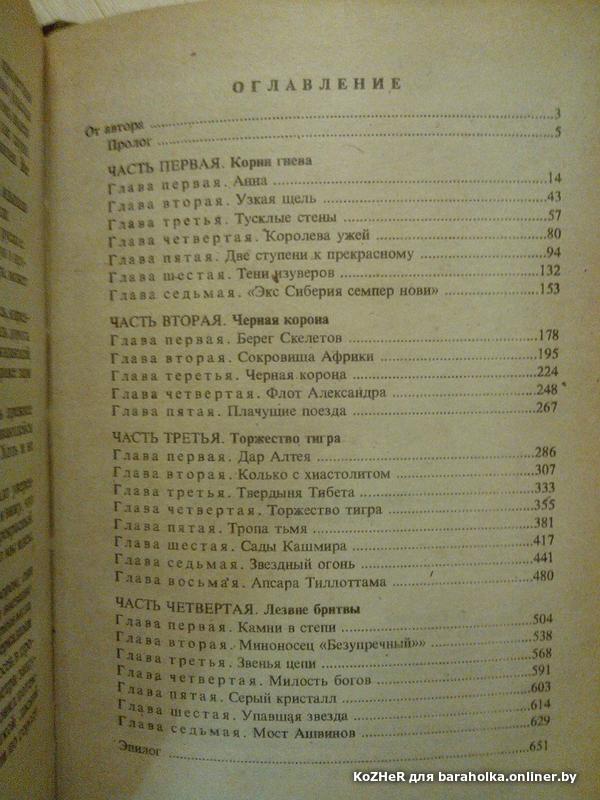 ОГЛАВЛЕНИЕ
От автора 3
Пролог 5
ЧАСТЬ ПЕРВАЯ. Корни гнева
Глава первая. Анна 14
Глава вторая. Узкая щель 43
Глава третья. Тусклые стены 57
Глава четвертая. Королева ужей 80
Глава пятая. Две ступени к прекрасному 94
Глава шестая. Тени изуверов 132
Глава седьмая. «Экс Сиберия семпер нови» 153
ЧАСТЬ ВТОРАЯ. Черная корона
Глава первая. Берег Скелетов 178
Глава вторая. Сокровища Африки 195
Глава теретья. Черная корона 224
Глава четвертая. Флот Александра 248
Глава пятая. Плачущие поезда 267
ЧАСТЬ ТРЕТЬЯ. Торжество тигра
Глава первая. Дар Алтея 286
Глава вторая. Колько с хиастолитом 307
Глава третья. Твердыня Тибета 333
Глава четвертая. Торжество тигра 355
Глава пятая. Тропа тьмя 381
Глава шестая. Сады Кашмира 417
Глава седьмая. Звездный огонь 441
Глава восьмая. Апсара Тиллоттама 480
ЧАСТЬ ЧЕТВЕРТАЯ. Лезвие бритвы
Глава первая. Камни в степи 504
Глава вторая. Миноносец «Безупречный»» 538
Глава третья. Звенья цепи 568
Глава четвертая. Милость богов 591
Глава пятая. Серый кристалл 603
Глава шестая. Упавшая звезда 614
Глава седьмая. Мост Ашвинов 629
Эпилог 651
KoZHeR для baraholka.onliner.by